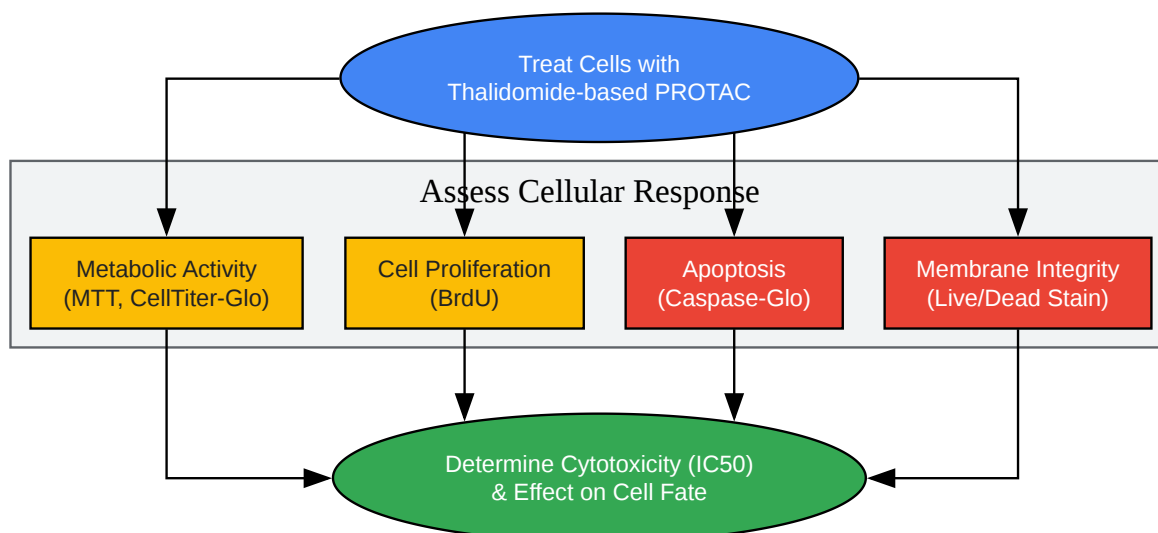 Treat Cells with
Thalidomide-based PROTAC
Assess Cellular Response
Metabolic Activity
(MTT, CellTiter-Glo)
Cell Proliferation
(BrdU)
Apoptosis
(Caspase-Glo)
Membrane Integrity
(Live/Dead Stain)
Determine Cytotoxicity (IC50)
& Effect on Cell Fate